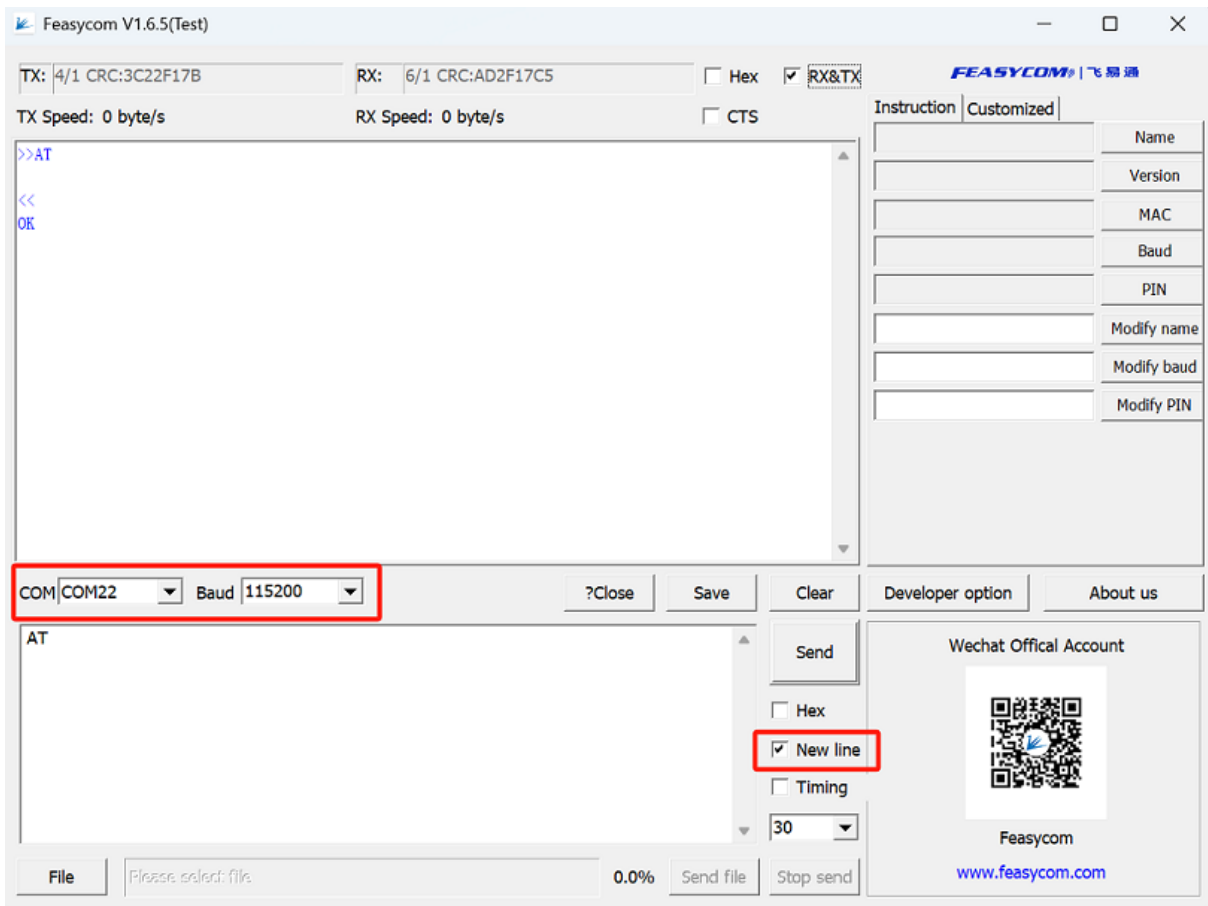 Feasycom V1.6.5(Test)
TX: 4/1 CRC:3C22F17B RX: 6/1 CRC:AD2F17C5 Hex RX&TX
FEASYCOM | 飞易通
TX Speed: 0 byte/s RX Speed: 0 byte/s CTS
Instruction Customized
>>AT
<<
OK
Name
Version
MAC
Baud
PIN
Modify name
Modify baud
Modify PIN
COM COM22 Baud 115200 ?Close Save Clear Developer option About us
AT
Send
Hex
New line
Timing
30
Wechat Offical Account
Feasycom
www.feasycom.com
File Please select file 0.0% Send file Stop send